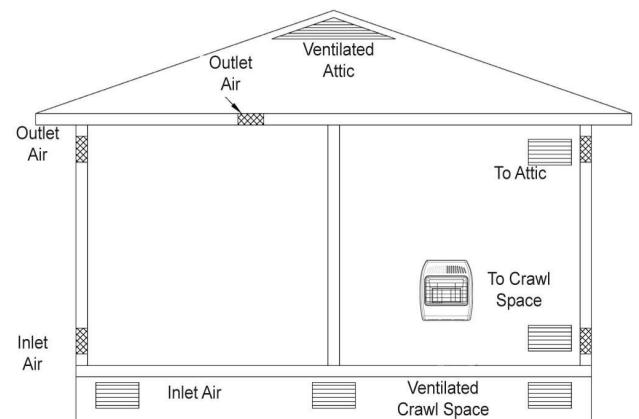 Ventilated
Attic
Outlet
Air
Outlet
Air
To Attic
To Crawl
Space
Inlet
Air
Inlet Air
Ventilated
Crawl Space